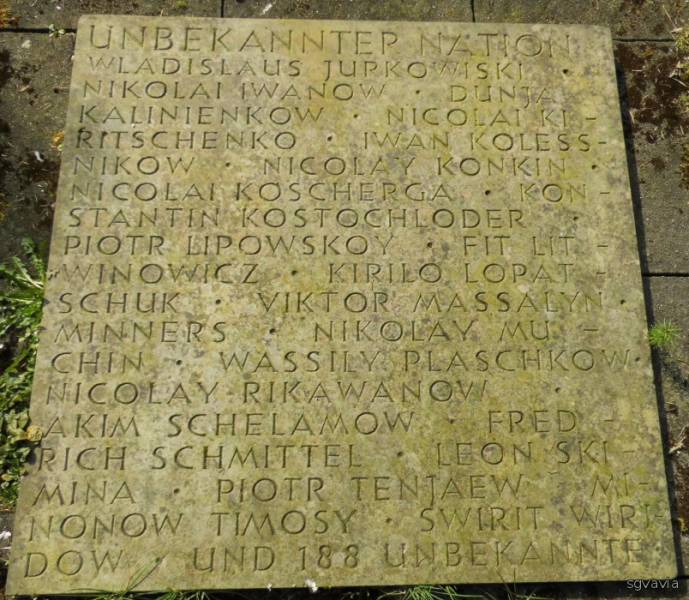 UNBEKANNTER NATION
WLADISLAUS JURKOWISKI ·
NIKOLAI IWANOW · DUNJA
KALINIENKOW · NICOLAI KI-
RITSCHENKO · IWAN KOLESS-
NIKOW · NICOLAY KONKIN ·
NICOLAI KOSCHERGA · KON-
STANTIN KOSTOCHLODER ·
PIOTR LIPOWSKOY · FIT LIT-
WINOWICZ · KIRILO LOPAT-
SCHUK · VIKTOR MASSALYN ·
MINNERS · NIKOLAY MU-
CHIN · WASSILY PLASCHKOW ·
NICOLAY RIKAWANOW ·
AKIM SCHELAMOW · FRED-
RICH SCHMITTEL · LEON SKI-
MINA · PIOTR TENJAEW · MI-
NONOW TIMOSY · SWIRIT WIRI-
DOW · UND 188 UNBEKANNTE
sgvavia